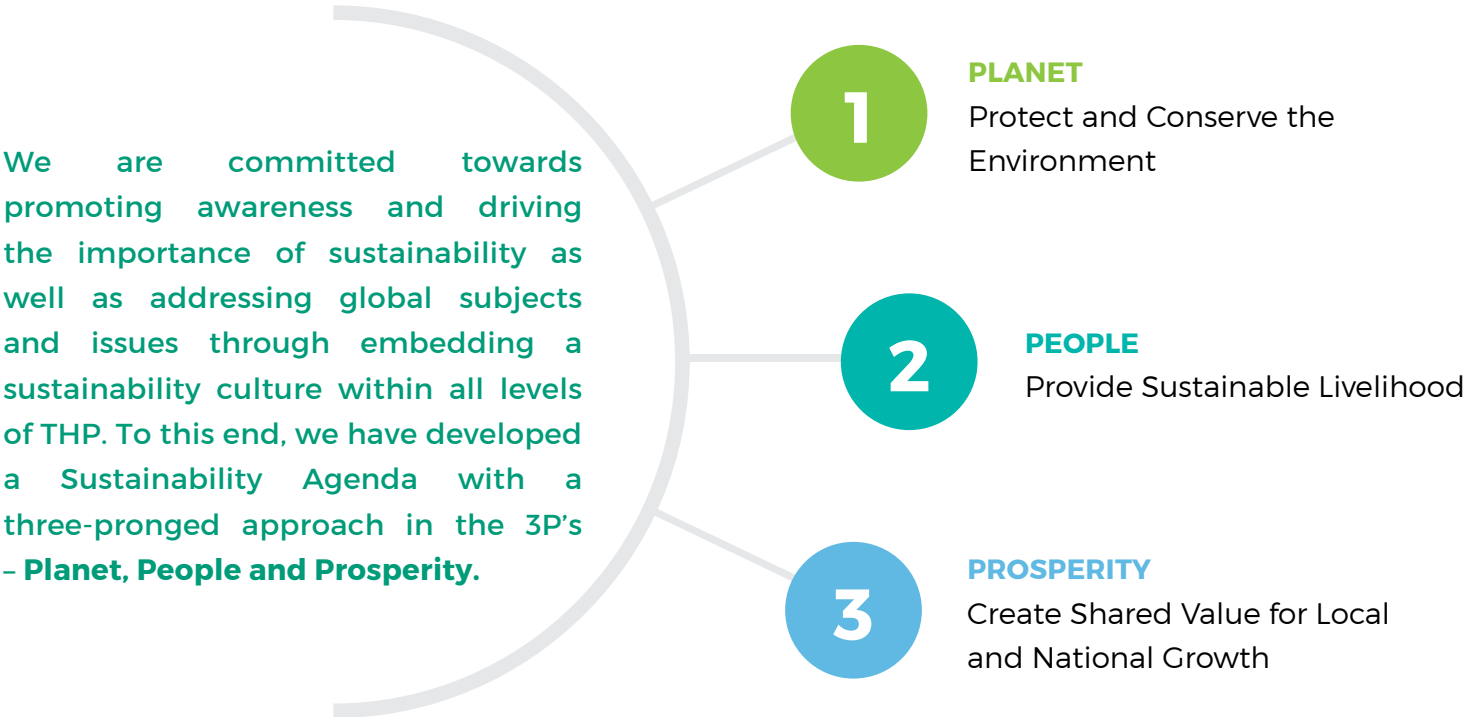 We are committed towards
promoting awareness and driving
the importance of sustainability as
well as addressing global subjects
and issues through embedding a
sustainability culture within all levels
of THP. To this end, we have developed
a Sustainability Agenda with a
three-pronged approach in the 3P’s
– Planet, People and Prosperity.
1
PLANET
Protect and Conserve the
Environment
2
PEOPLE
Provide Sustainable Livelihood
3
PROSPERITY
Create Shared Value for Local
and National Growth